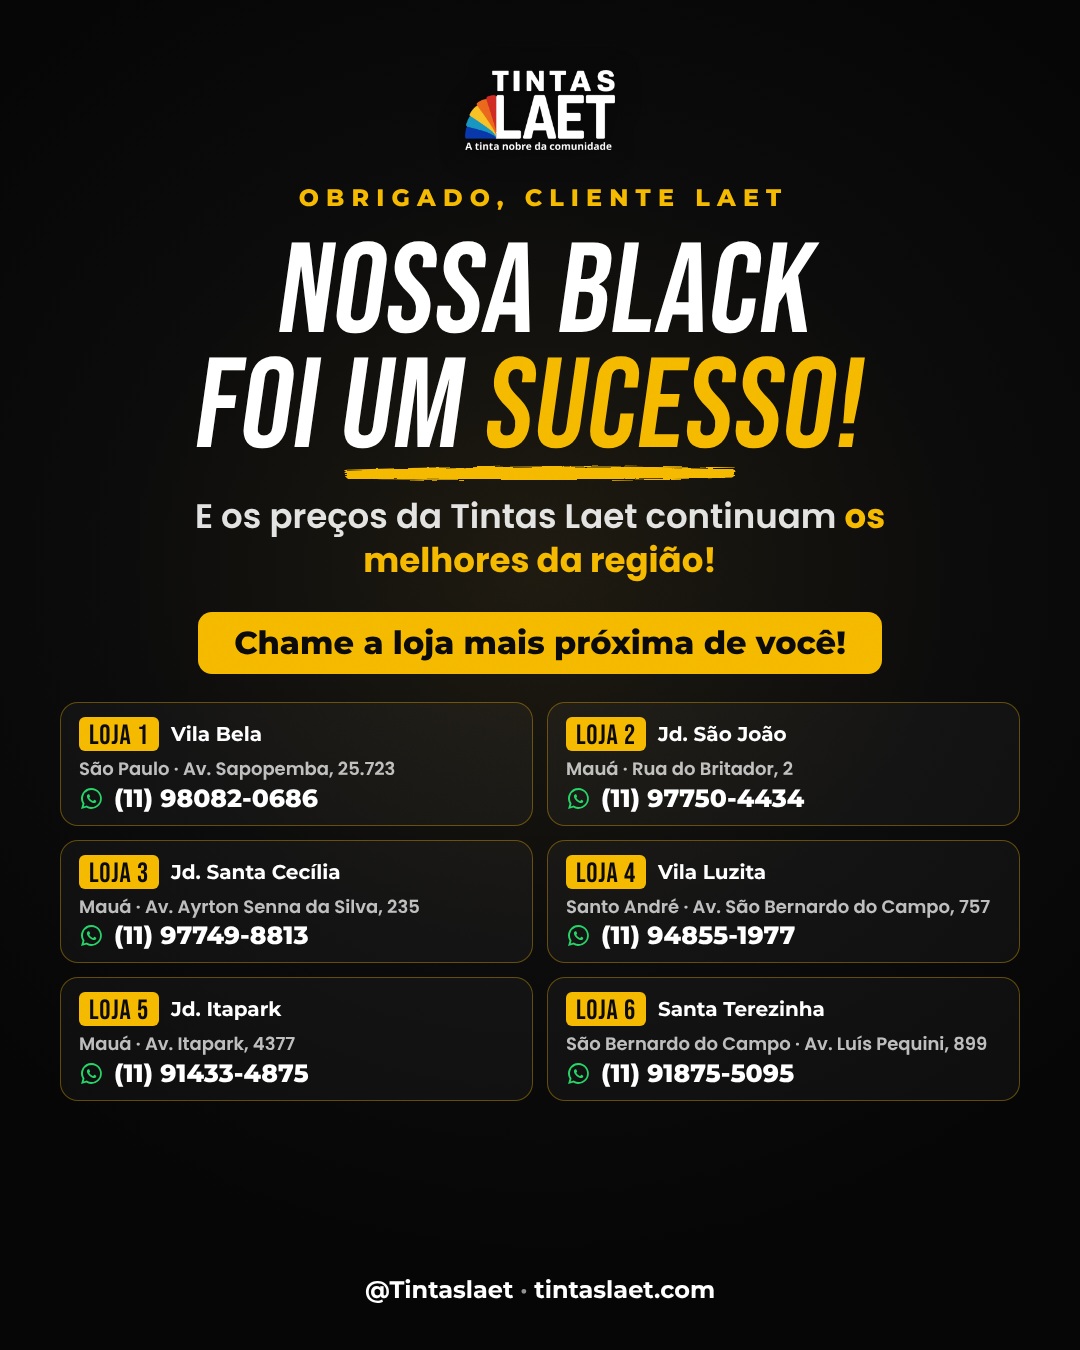 TINTAS
LAET
A tinta nobre da comunidade
OBRIGADO, CLIENTE LAET
NOSSA BLACK
FOI UM SUCESSO!
E os preços da Tintas Laet continuam os
melhores da região!
Chame a loja mais próxima de você!
LOJA 1 Vila Bela
São Paulo · Av. Sapopemba, 25.723
(11) 98082-0686
LOJA 2 Jd. São João
Mauá · Rua do Britador, 2
(11) 97750-4434
LOJA 3 Jd. Santa Cecília
Mauá · Av. Ayrton Senna da Silva, 235
(11) 97749-8813
LOJA 4 Vila Luzita
Santo André · Av. São Bernardo do Campo, 757
(11) 94855-1977
LOJA 5 Jd. Itapark
Mauá · Av. Itapark, 4377
(11) 91433-4875
LOJA 6 Santa Terezinha
São Bernardo do Campo · Av. Luís Pequini, 899
(11) 91875-5095
@Tintaslaet · tintaslaet.com